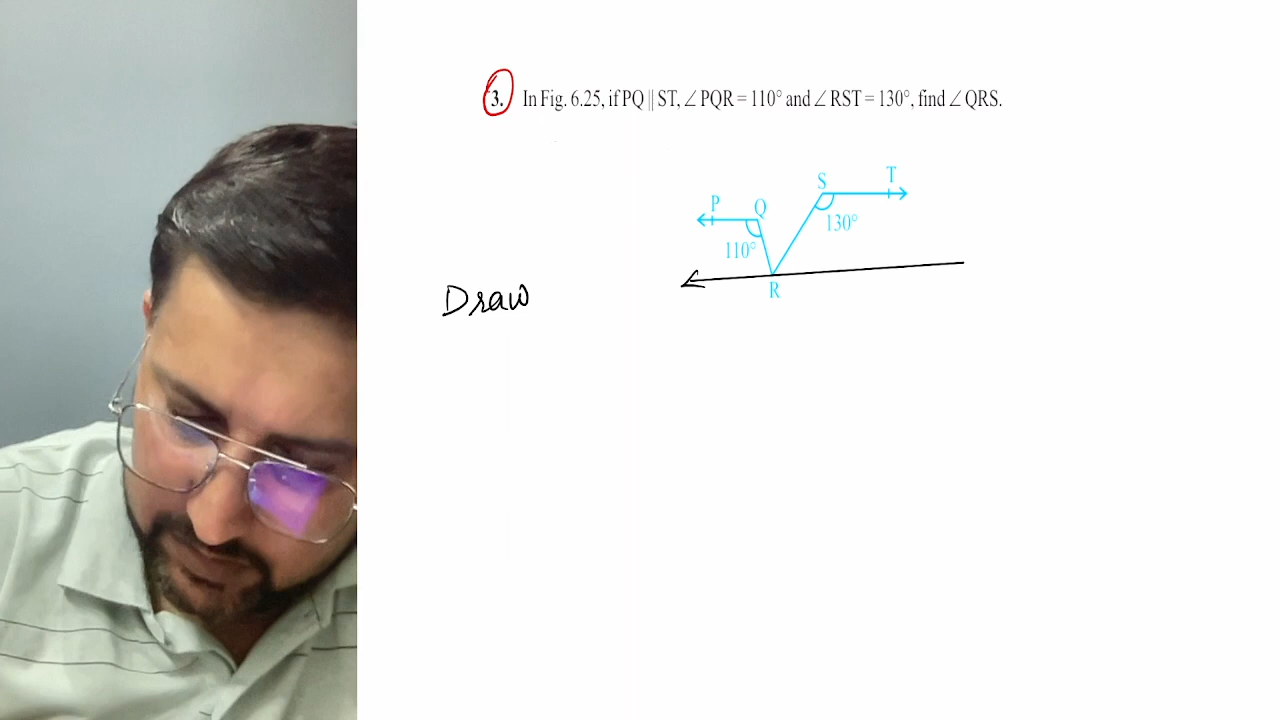 3. In Fig. 6.25, if PQ || ST, ∠ PQR = 110° and ∠ RST = 130°, find ∠ QRS.
S T
P Q
130°
110°
R
Draw